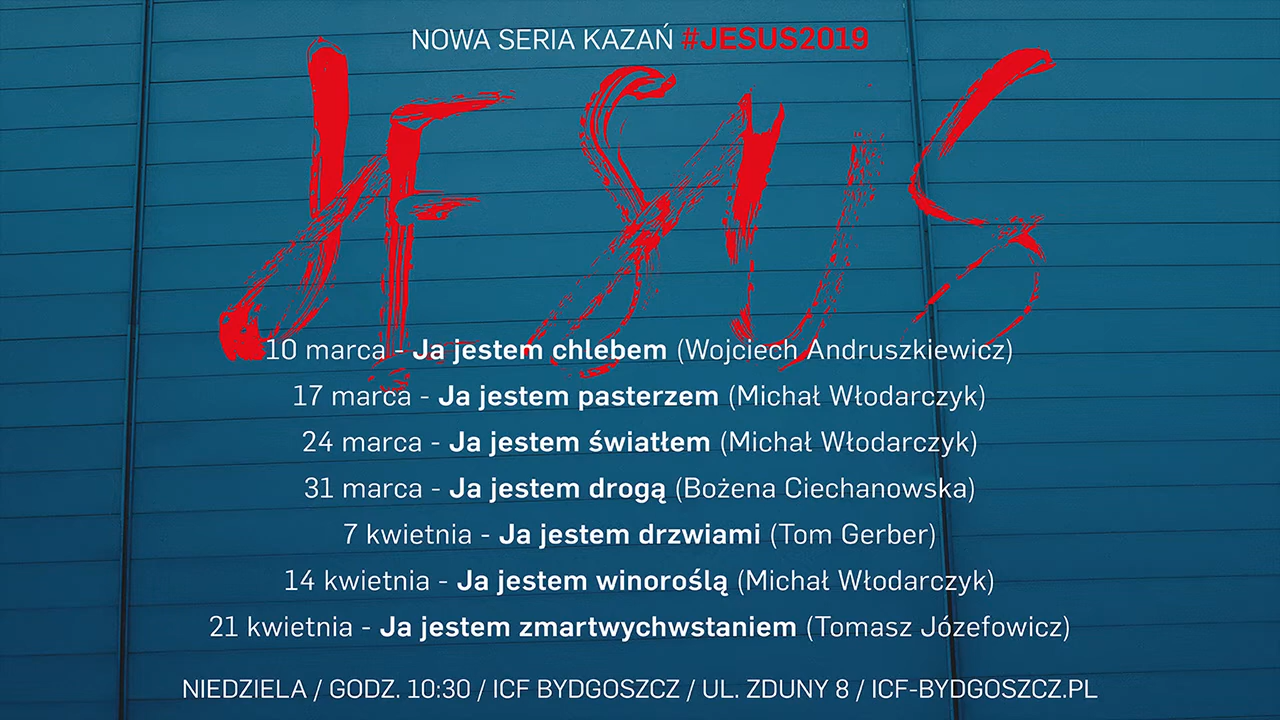 NOWA SERIA KAZAŃ #JESUS2019
JESUS
10 marca - Ja jestem chlebem (Wojciech Andruszkiewicz)
17 marca - Ja jestem pasterzem (Michał Włodarczyk)
24 marca - Ja jestem światłem (Michał Włodarczyk)
31 marca - Ja jestem drogą (Bożena Ciechanowska)
7 kwietnia - Ja jestem drzwiami (Tom Gerber)
14 kwietnia - Ja jestem winoroślą (Michał Włodarczyk)
21 kwietnia - Ja jestem zmartwychwstaniem (Tomasz Józefowicz)
NIEDZIELA / GODZ. 10:30 / ICF BYDGOSZCZ / UL. ZDUNY 8 / ICF-BYDGOSZCZ.PL